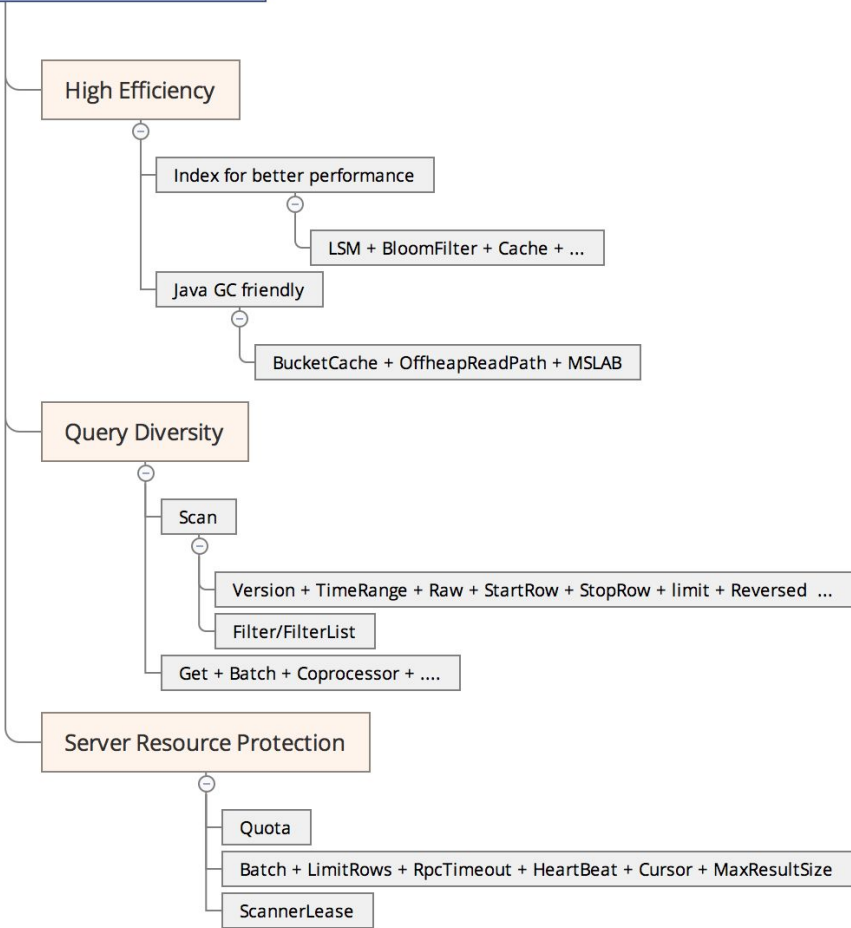 High Efficiency
Index for better performance
LSM + BloomFilter + Cache + ...
Java GC friendly
BucketCache + OffheapReadPath + MSLAB
Query Diversity
Scan
Version + TimeRange + Raw + StartRow + StopRow + limit + Reversed ...
Filter/FilterList
Get + Batch + Coprocessor + ....
Server Resource Protection
Quota
Batch + LimitRows + RpcTimeout + HeartBeat + Cursor + MaxResultSize
ScannerLease